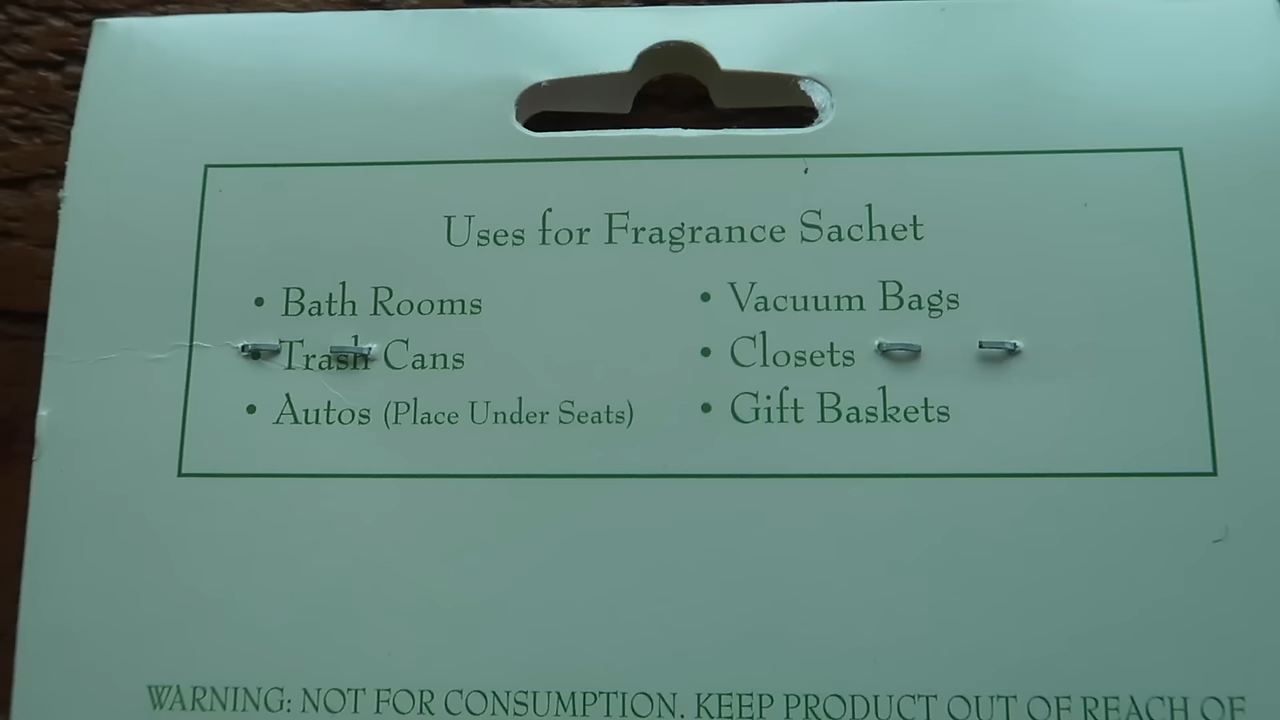 Uses for Fragrance Sachet
• Bath Rooms
• Trash Cans
• Autos (Place Under Seats)
• Vacuum Bags
• Closets
• Gift Baskets
WARNING: NOT FOR CONSUMPTION. KEEP PRODUCT OUT OF REACH OF